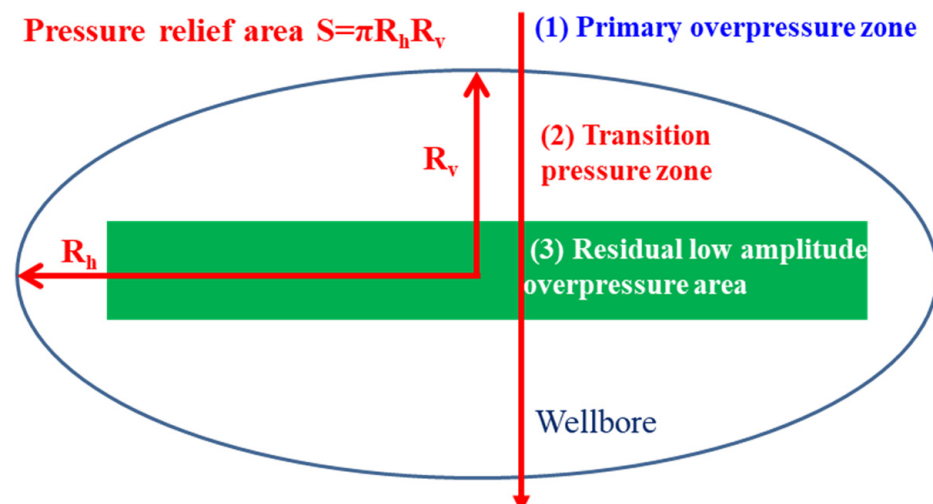 Pressure relief area S=πRₕRᵥ
(1) Primary overpressure zone
(2) Transition
pressure zone
Rᵥ
Rₕ
(3) Residual low amplitude
overpressure area
Wellbore